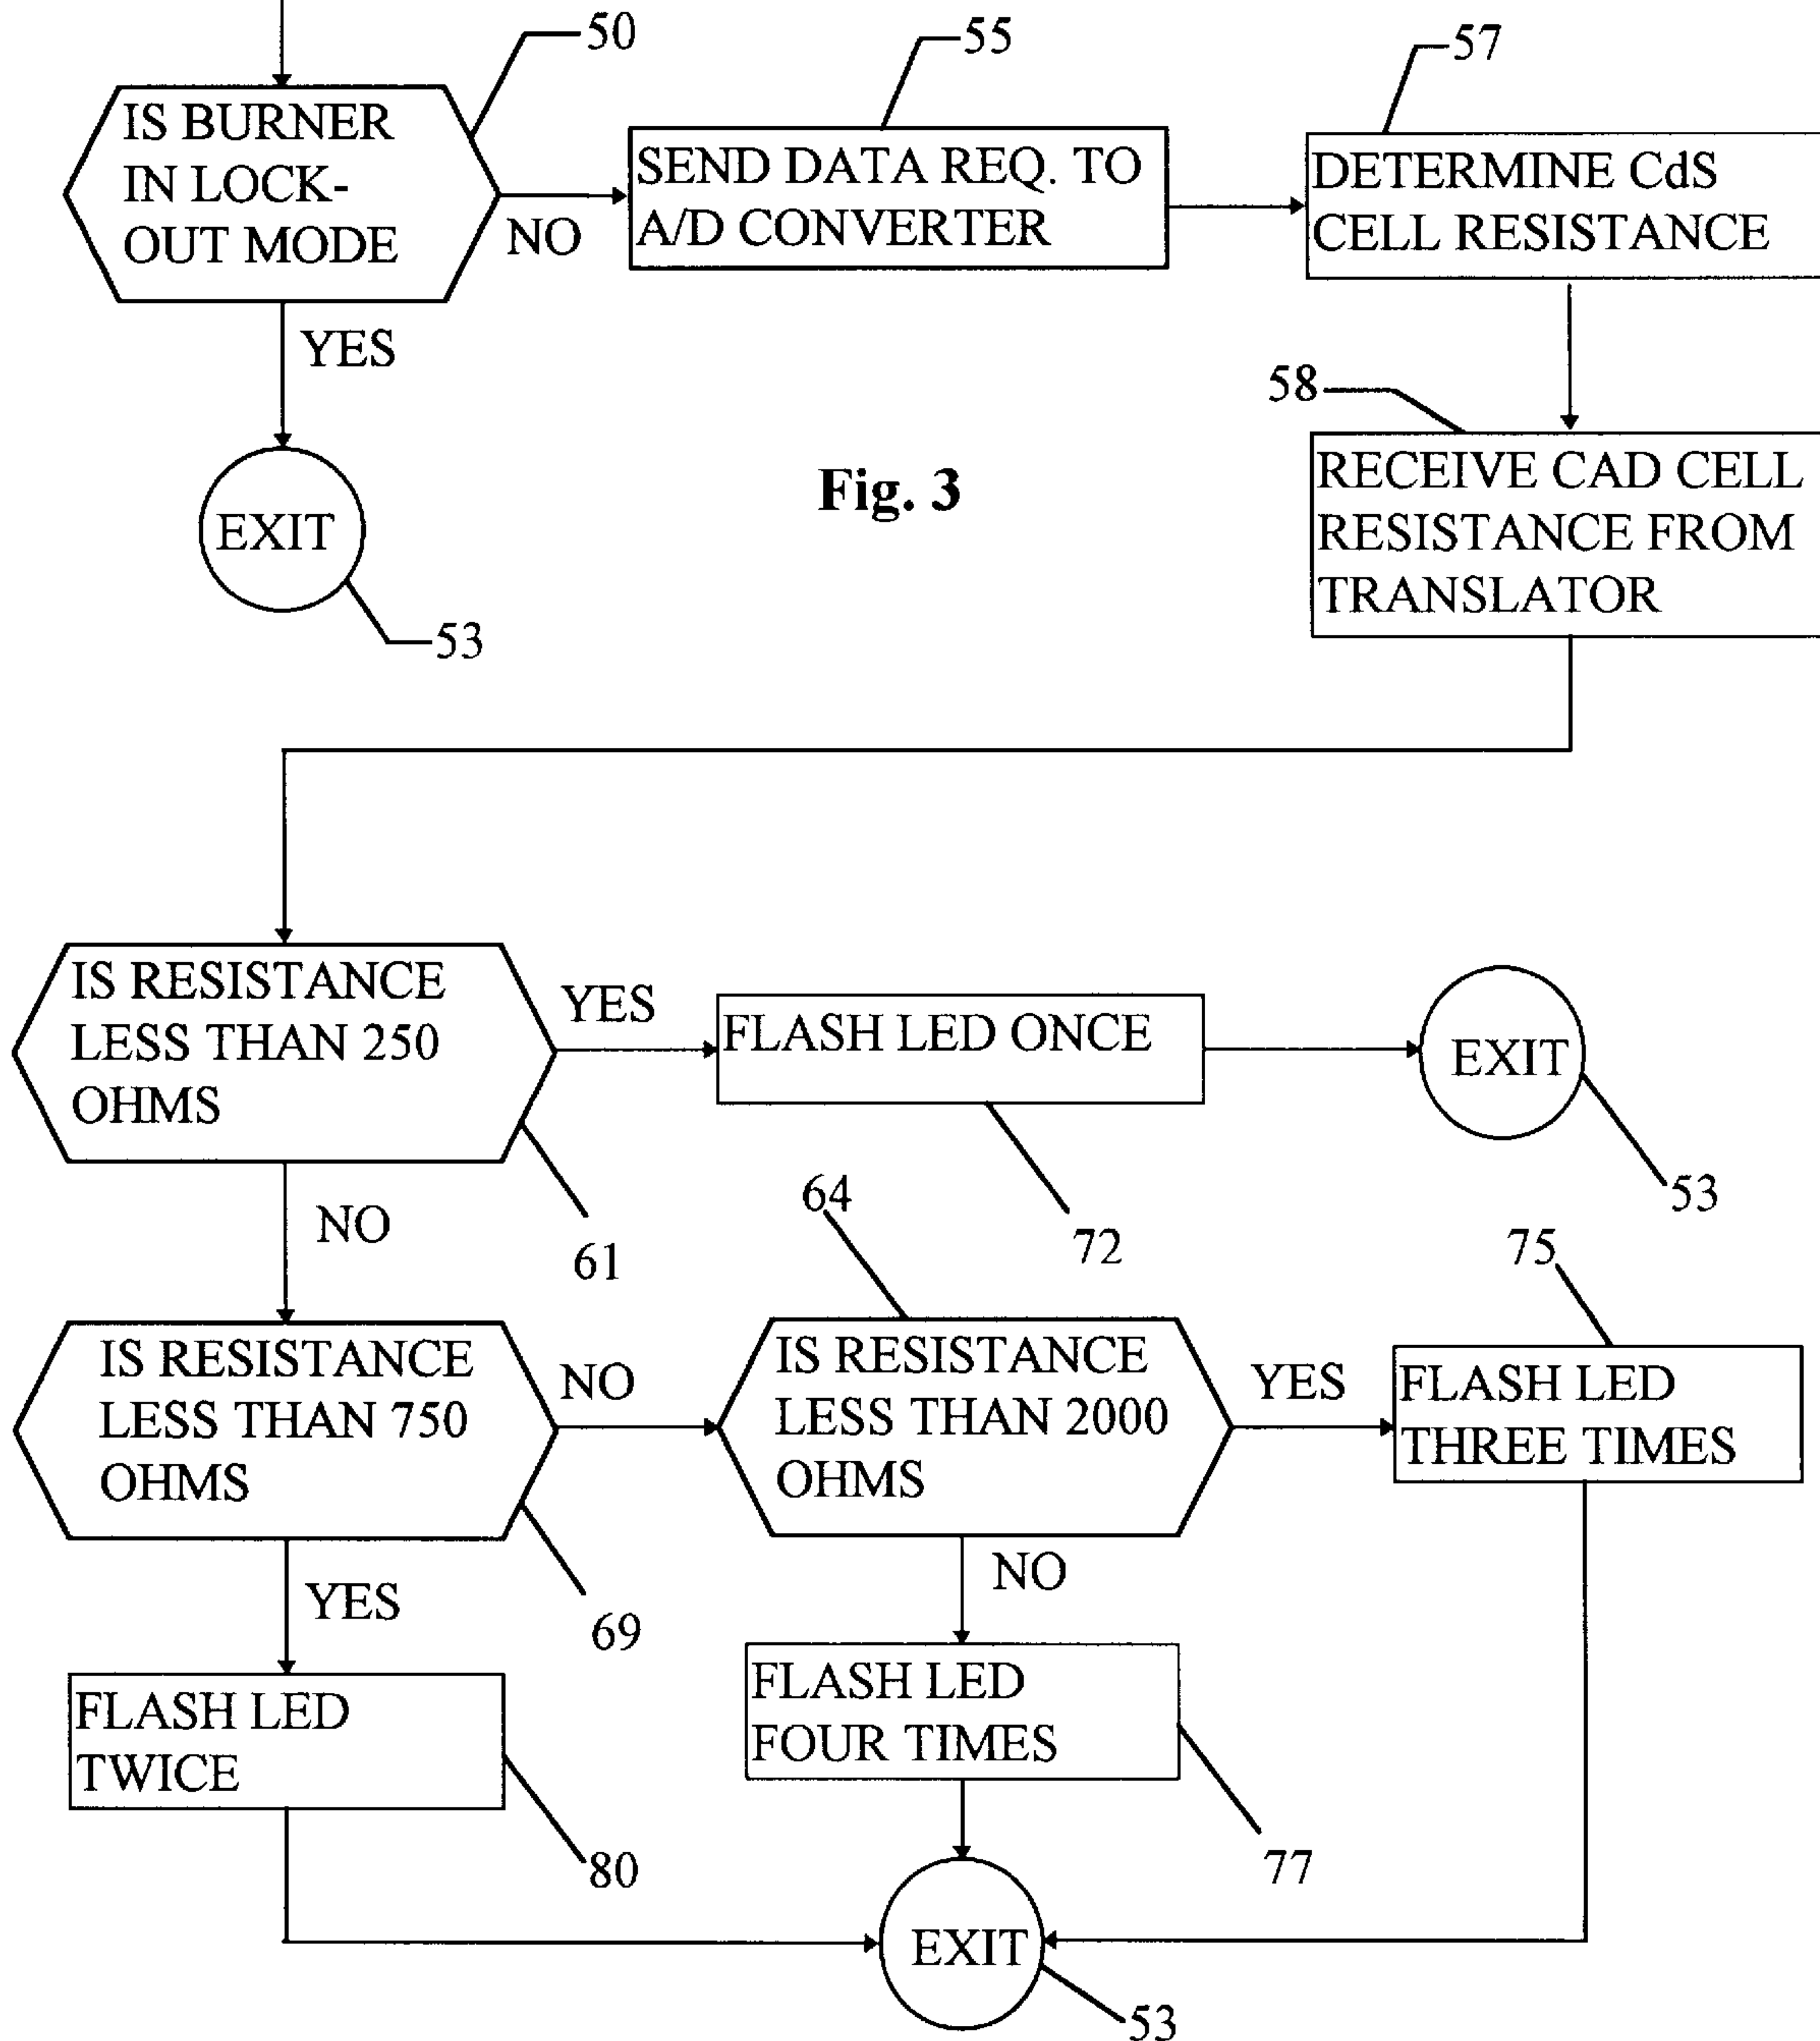 50
55
57
IS BURNER
IN LOCK-
OUT MODE
NO
SEND DATA REQ. TO
A/D CONVERTER
DETERMINE CdS
CELL RESISTANCE
YES
58
EXIT
53
Fig. 3
RECEIVE CAD CELL
RESISTANCE FROM
TRANSLATOR
IS RESISTANCE
LESS THAN 250
OHMS
YES
FLASH LED ONCE
EXIT
53
NO
61
64
72
75
IS RESISTANCE
LESS THAN 750
OHMS
NO
IS RESISTANCE
LESS THAN 2000
OHMS
YES
FLASH LED
THREE TIMES
YES
69
NO
FLASH LED
TWICE
80
FLASH LED
FOUR TIMES
77
EXIT
53